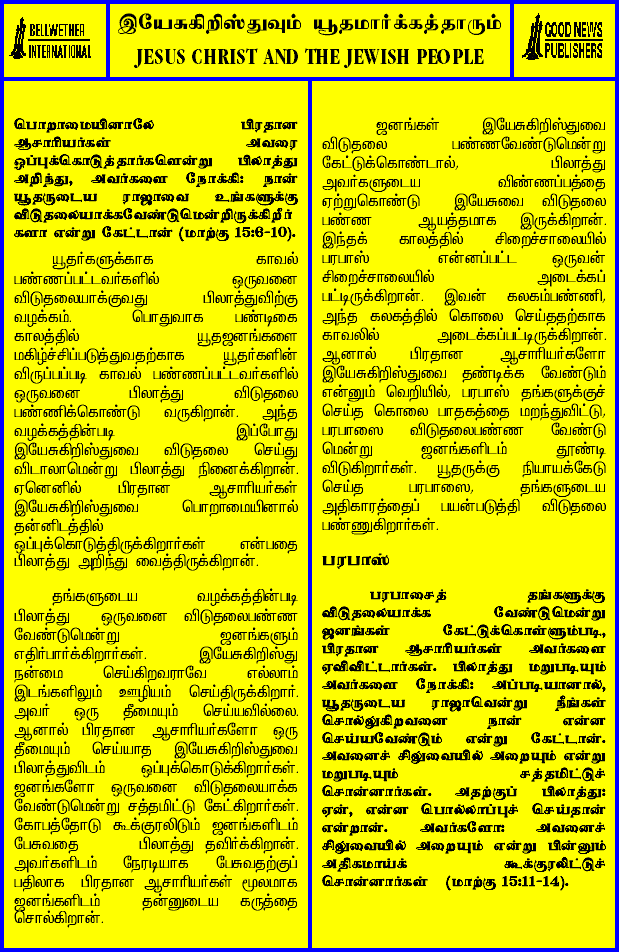 BELLWETHER
INTERNATIONAL
இயேசுகிறிஸ்துவும் யூதமார்க்கத்தாரும்
JESUS CHRIST AND THE JEWISH PEOPLE
GOOD NEWS
PUBLISHERS
பொறாமையினாலே பிரதான
ஆசாரியர்கள் அவரை
ஒப்புக்கொடுத்தார்களென்று பிலாத்து
அறிந்து, அவர்களை நோக்கி: நான்
யூதருடைய ராஜாவை உங்களுக்கு
விடுதலையாக்கவேண்டுமென்றிருக்கிறீர்
களா என்று கேட்டான் (மாற்கு 15:6-10).
யூதர்களுக்காக காவல்
பண்ணப்பட்டவர்களில் ஒருவனை
விடுதலையாக்குவது பிலாத்துவிற்கு
வழக்கம். பொதுவாக பண்டிகை
காலத்தில் யூதஜனங்களை
மகிழ்ச்சிப்படுத்துவதற்காக யூதர்களின்
விருப்பப்படி காவல் பண்ணப்பட்டவர்களில்
ஒருவனை பிலாத்து விடுதலை
பண்ணிக்கொண்டு வருகிறான். அந்த
வழக்கத்தின்படி இப்போது
இயேசுகிறிஸ்துவை விடுதலை செய்து
விடாலாமென்று பிலாத்து நினைக்கிறான்.
ஏனெனில் பிரதான ஆசாரியர்கள்
இயேசுகிறிஸ்துவை பொறாமையினால்
தன்னிடத்தில்
ஒப்புக்கொடுத்திருக்கிறார்கள் என்பதை
பிலாத்து அறிந்து வைத்திருக்கிறான்.
தங்களுடைய வழக்கத்தின்படி
பிலாத்து ஒருவனை விடுதலைபண்ண
வேண்டுமென்று ஜனங்களும்
எதிர்பார்க்கிறார்கள். இயேசுகிறிஸ்து
நன்மை செய்கிறவராவே எல்லாம்
இடங்களிலும் ஊழியம் செய்திருக்கிறார்.
அவர் ஒரு தீமையும் செய்யவில்லை.
ஆனால் பிரதான ஆசாரியர்களோ ஒரு
தீமையும் செய்யாத இயேசுகிறிஸ்துவை
பிலாத்துவிடம் ஒப்புக்கொடுக்கிறார்கள்.
ஜனங்களோ ஒருவனை விடுதலையாக்க
வேண்டுமென்று சத்தமிட்டு கேட்கிறார்கள்.
கோபத்தோடு கூக்குரலிடும் ஜனங்களிடம்
பேசுவதை பிலாத்து தவிர்க்கிறான்.
அவர்களிடம் நேரடியாக பேசுவதற்குப்
பதிலாக பிரதான ஆசாரியர்கள் மூலமாக
ஜனங்களிடம் தன்னுடைய கருத்தை
சொல்கிறான்.
ஜனங்கள் இயேசுகிறிஸ்துவை
விடுதலை பண்ணவேண்டுமென்று
கேட்டுக்கொண்டால், பிலாத்து
அவர்களுடைய விண்ணப்பத்தை
ஏற்றுகொண்டு இயேசுவை விடுதலை
பண்ண ஆயத்தமாக இருக்கிறான்.
இந்தக் காலத்தில் சிறைச்சாலையில்
பரபாஸ் என்னப்பட்ட ஒருவன்
சிறைச்சாலையில் அடைக்கப்
பட்டிருக்கிறான். இவன் கலகம்பண்ணி,
அந்த கலகத்தில் கொலை செய்ததற்காக
காவலில் அடைக்கப்பட்டிருக்கிறான்.
ஆனால் பிரதான ஆசாரியர்களோ
இயேசுகிறிஸ்துவை தண்டிக்க வேண்டும்
என்னும் வெறியில், பரபாஸ் தங்களுக்குச்
செய்த கொலை பாதகத்தை மறந்துவிட்டு,
பரபாஸை விடுதலைபண்ண வேண்டு
மென்று ஜனங்களிடம் தூண்டி
விடுகிறார்கள். யூதருக்கு நியாயக்கேடு
செய்த பரபாஸை, தங்களுடைய
அதிகாரத்தைப் பயன்படுத்தி விடுதலை
பண்ணுகிறார்கள்.
பரபாஸ்
பரபாசைத் தங்களுக்கு
விடுதலையாக்க வேண்டுமென்று
ஜனங்கள் கேட்டுக்கொள்ளும்படி,
பிரதான ஆசாரியர்கள் அவர்களை
ஏவிவிட்டார்கள். பிலாத்து மறுபடியும்
அவர்களை நோக்கி: அப்படியானால்,
யூதருடைய ராஜாவென்று நீங்கள்
சொல்லுகிறவனை நான் என்ன
செய்யவேண்டும் என்று கேட்டான்.
அவனைச் சிலுவையில் அறையும் என்று
மறுபடியும் சத்தமிட்டுச்
சொன்னார்கள். அதற்குப் பிலாத்து:
ஏன், என்ன பொல்லாப்புச் செய்தான்
என்றான். அவர்களோ: அவனைச்
சிலுவையில் அறையும் என்று பின்னும்
அதிகமாய்க் கூக்குரலிட்டுச்
சொன்னார்கள் (மாற்கு 15:11-14).